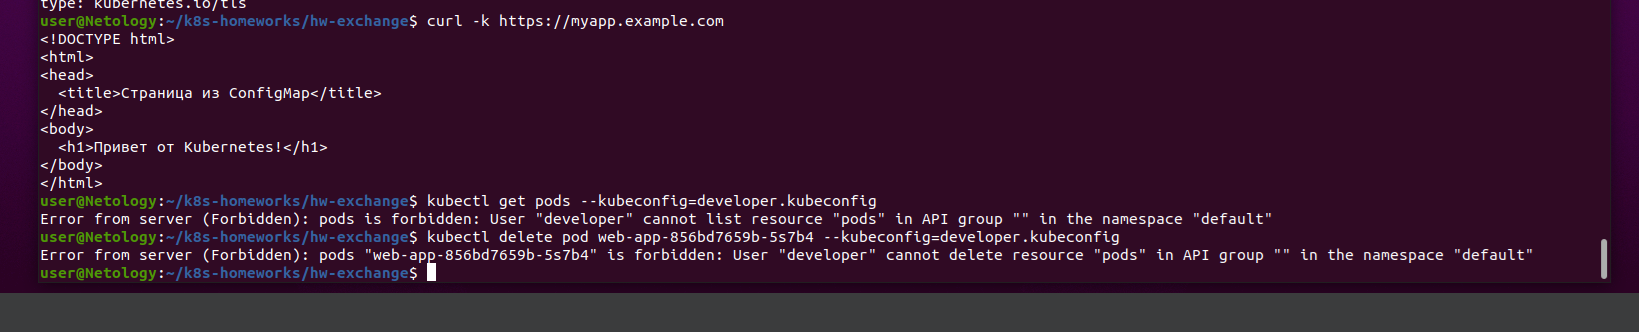 type: kubernetes.io/tls
user@Netology:~/k8s-homeworks/hw-exchange$ curl -k https://myapp.example.com
<!DOCTYPE html>
<html>
<head>
  <title>Страница из ConfigMap</title>
</head>
<body>
  <h1>Привет от Kubernetes!</h1>
</body>
</html>
user@Netology:~/k8s-homeworks/hw-exchange$ kubectl get pods --kubeconfig=developer.kubeconfig
Error from server (Forbidden): pods is forbidden: User "developer" cannot list resource "pods" in API group "" in the namespace "default"
user@Netology:~/k8s-homeworks/hw-exchange$ kubectl delete pod web-app-856bd7659b-5s7b4 --kubeconfig=developer.kubeconfig
Error from server (Forbidden): pods "web-app-856bd7659b-5s7b4" is forbidden: User "developer" cannot delete resource "pods" in API group "" in the namespace "default"
user@Netology:~/k8s-homeworks/hw-exchange$